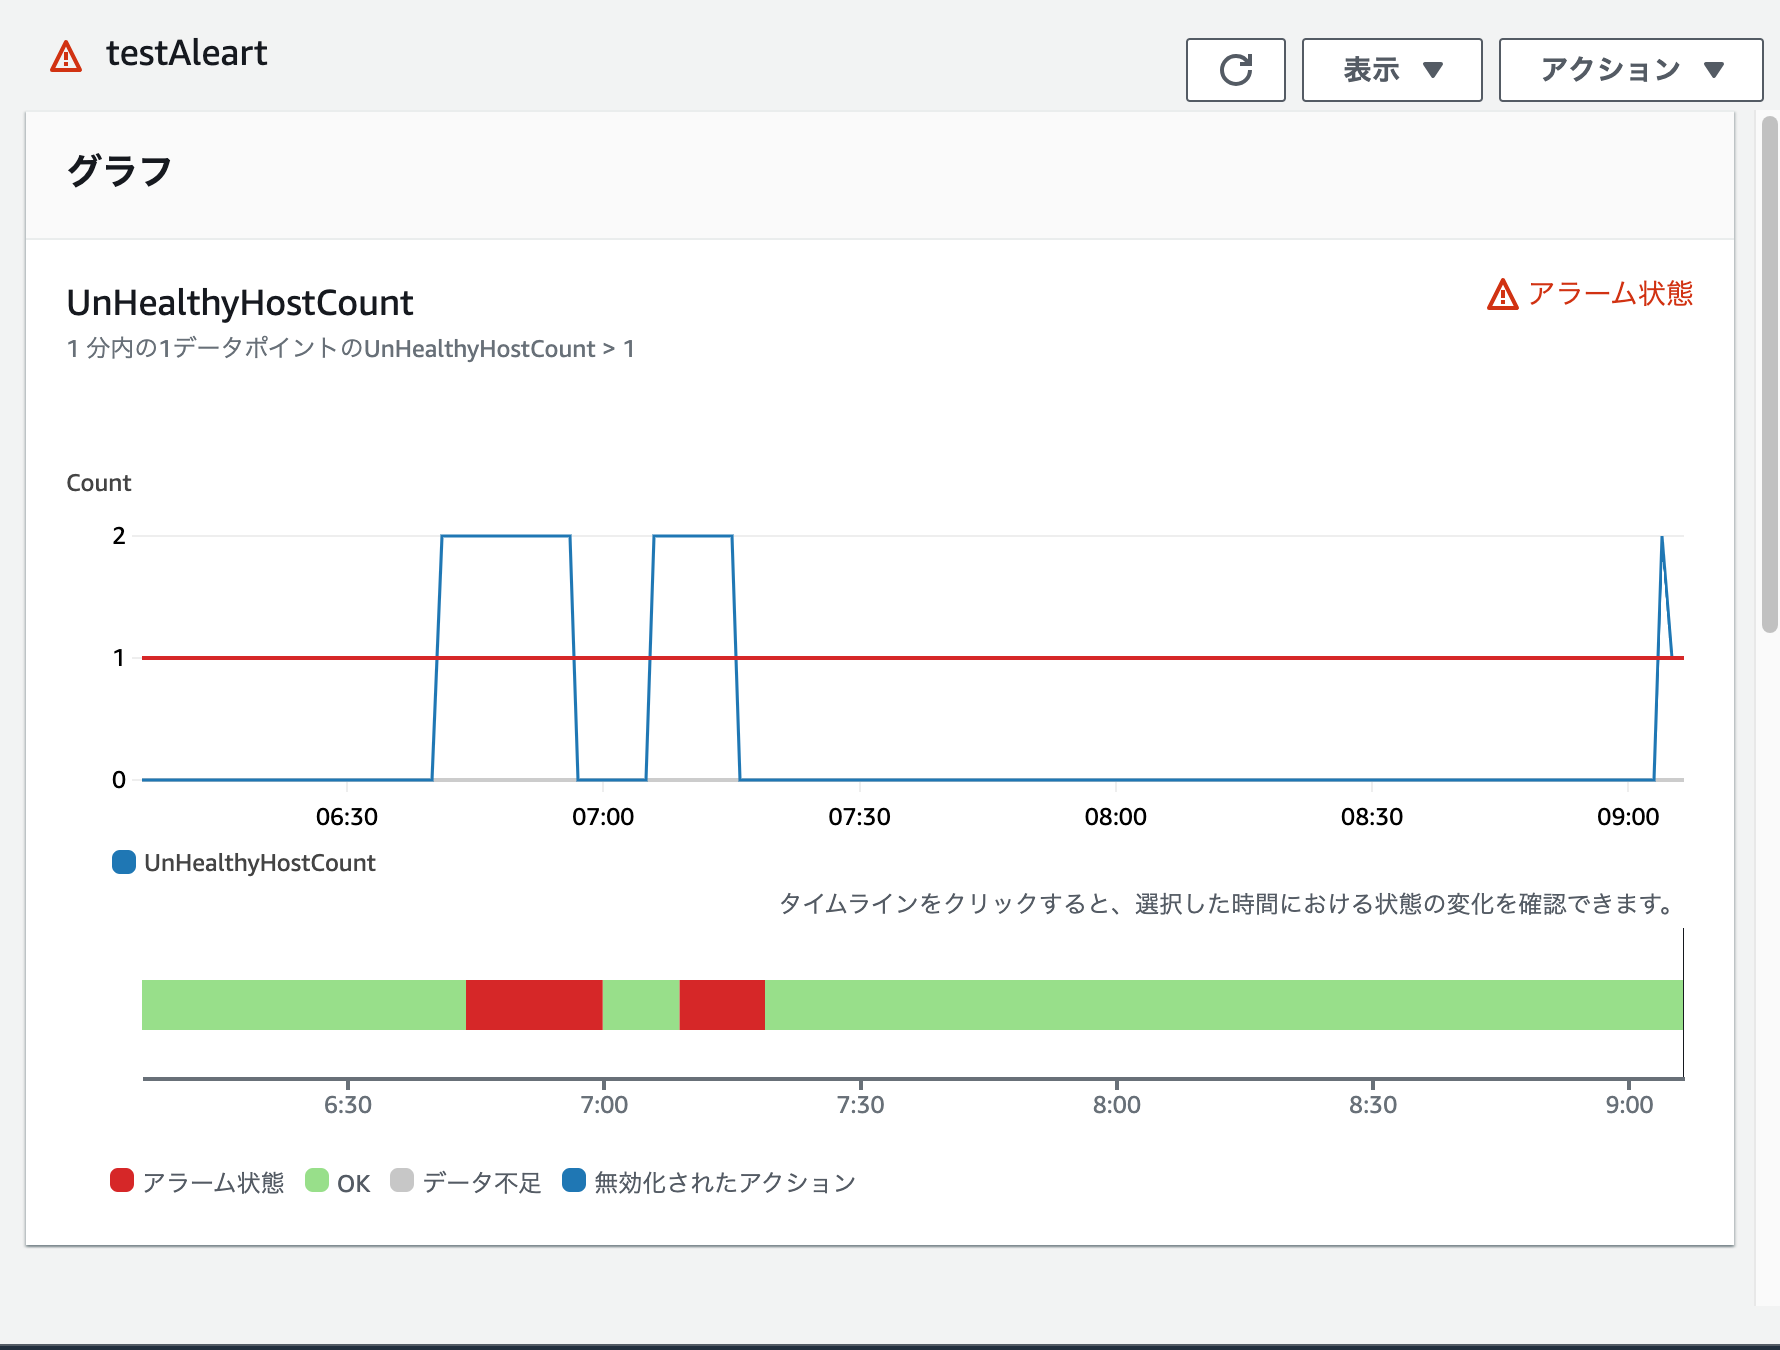 testAleart
表示
アクション
グラフ
UnHealthyHostCount
アラーム状態
1 分内の1データポイントのUnHealthyHostCount > 1
Count
2
1
0
06:30 07:00 07:30 08:00 08:30 09:00
UnHealthyHostCount
タイムラインをクリックすると、選択した時間における状態の変化を確認できます。
6:30 7:00 7:30 8:00 8:30 9:00
アラーム状態 OK データ不足 無効化されたアクション